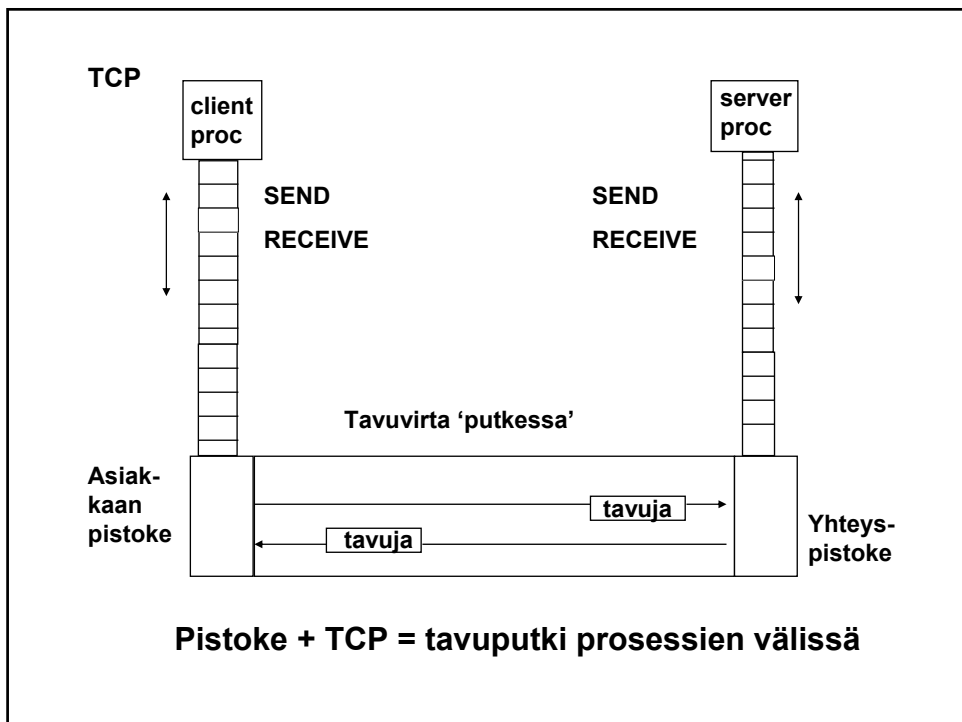 TCP
client
proc
server
proc
SEND
RECEIVE
SEND
RECEIVE
Tavuvirta ‘putkessa’
Asiak-
kaan
pistoke
tavuja
tavuja
Yhteys-
pistoke
Pistoke + TCP = tavuputki prosessien välissä